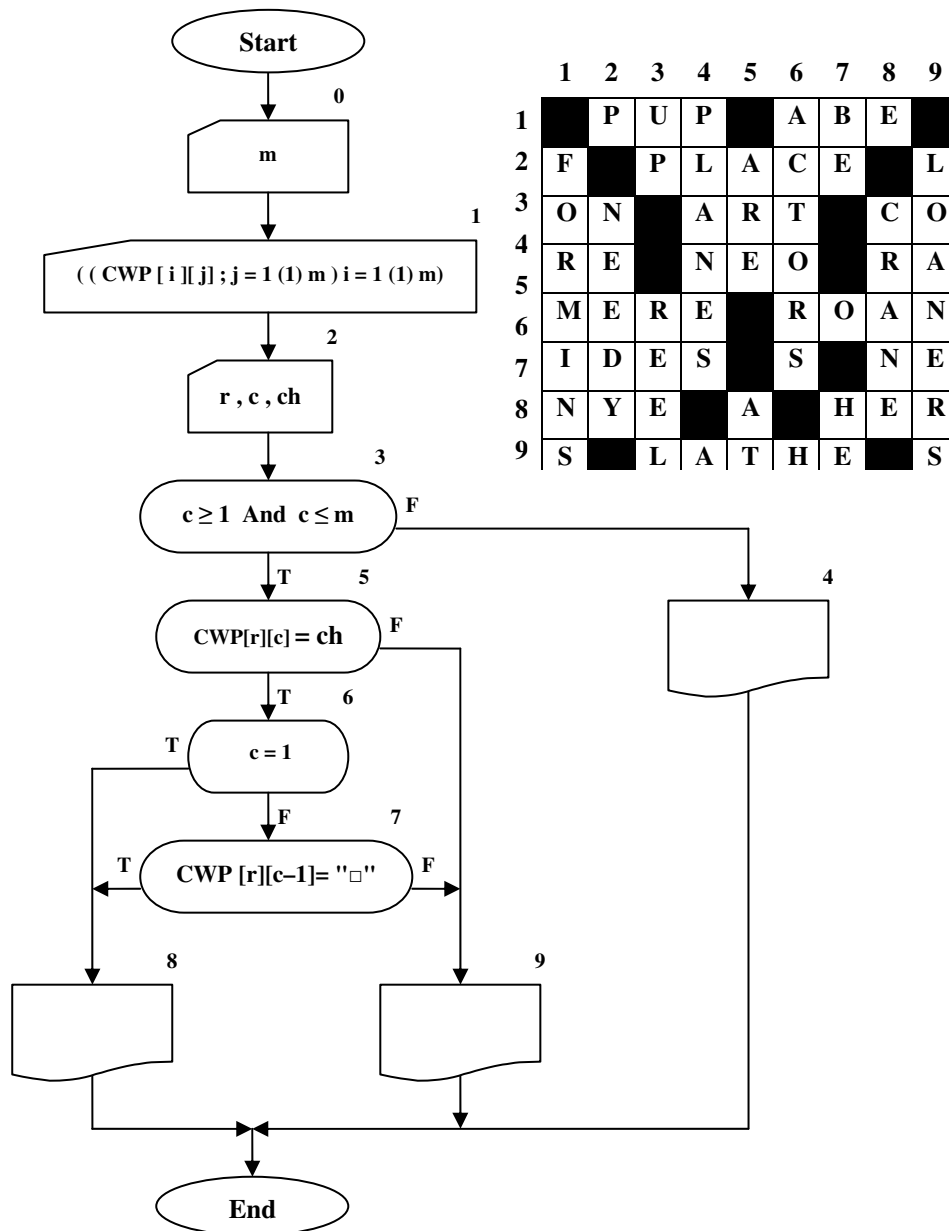 Start
0
m
1
( ( CWP [ i ][ j] ; j = 1 (1) m ) i = 1 (1) m)
2
r , c , ch
3
c ≥ 1 And c ≤ m
F
T
5
4
CWP[r][c] = ch
F
T
6
T
c = 1
F
7
T
CWP [r][c–1]= "□"
F
8
9
End
1 2 3 4 5 6 7 8 9
1 P U P A B E
2 F P L A C E L
3 O N A R T C O
4 R E N E O R A
5 M E R E R O A N
6 I D E S S N E
7 N Y E A H E R
8 S L A T H E S
9